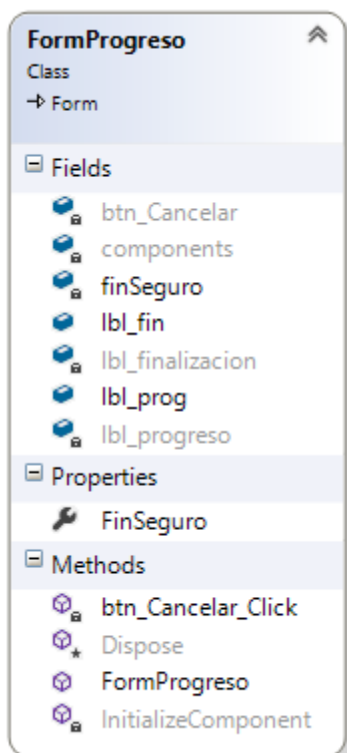 FormProgreso
Class
Form
Fields
btn_Cancelar
components
finSeguro
lbl_fin
lbl_finalizacion
lbl_prog
lbl_progreso
Properties
FinSeguro
Methods
btn_Cancelar_Click
Dispose
FormProgreso
InitializeComponent